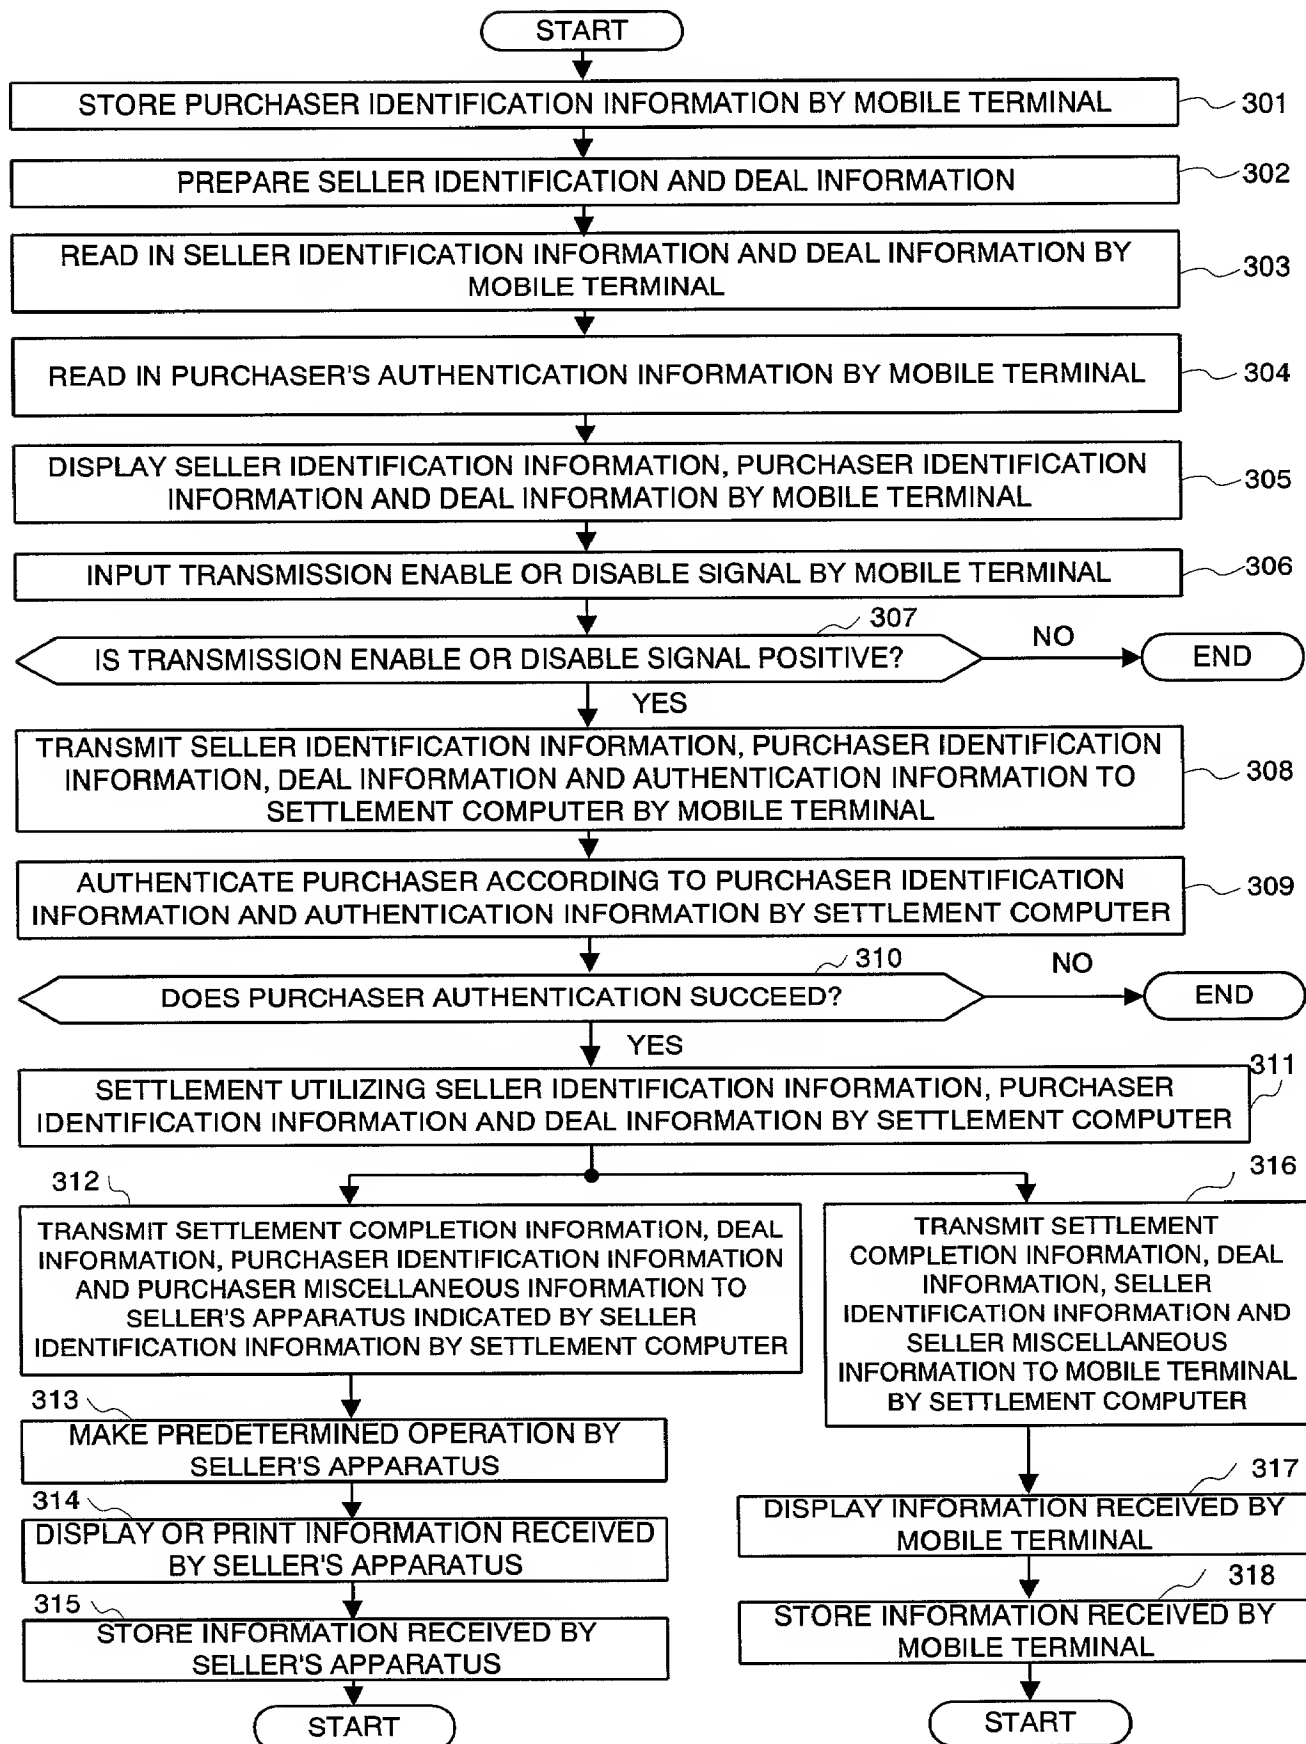 START
STORE PURCHASER IDENTIFICATION INFORMATION BY MOBILE TERMINAL
301
PREPARE SELLER IDENTIFICATION AND DEAL INFORMATION
302
READ IN SELLER IDENTIFICATION INFORMATION AND DEAL INFORMATION BY
MOBILE TERMINAL
303
READ IN PURCHASER'S AUTHENTICATION INFORMATION BY MOBILE TERMINAL
304
DISPLAY SELLER IDENTIFICATION INFORMATION, PURCHASER IDENTIFICATION
INFORMATION AND DEAL INFORMATION BY MOBILE TERMINAL
305
INPUT TRANSMISSION ENABLE OR DISABLE SIGNAL BY MOBILE TERMINAL
306
307
IS TRANSMISSION ENABLE OR DISABLE SIGNAL POSITIVE?
NO
END
YES
TRANSMIT SELLER IDENTIFICATION INFORMATION, PURCHASER IDENTIFICATION
INFORMATION, DEAL INFORMATION AND AUTHENTICATION INFORMATION TO
SETTLEMENT COMPUTER BY MOBILE TERMINAL
308
AUTHENTICATE PURCHASER ACCORDING TO PURCHASER IDENTIFICATION
INFORMATION AND AUTHENTICATION INFORMATION BY SETTLEMENT COMPUTER
309
310
DOES PURCHASER AUTHENTICATION SUCCEED?
NO
END
YES
311
SETTLEMENT UTILIZING SELLER IDENTIFICATION INFORMATION, PURCHASER
IDENTIFICATION INFORMATION AND DEAL INFORMATION BY SETTLEMENT COMPUTER
312
TRANSMIT SETTLEMENT COMPLETION INFORMATION, DEAL
INFORMATION, PURCHASER IDENTIFICATION INFORMATION
AND PURCHASER MISCELLANEOUS INFORMATION TO
SELLER'S APPARATUS INDICATED BY SELLER
IDENTIFICATION INFORMATION BY SETTLEMENT COMPUTER
313
MAKE PREDETERMINED OPERATION BY
SELLER'S APPARATUS
314
DISPLAY OR PRINT INFORMATION RECEIVED
BY SELLER'S APPARATUS
315
STORE INFORMATION RECEIVED BY
SELLER'S APPARATUS
START
316
TRANSMIT SETTLEMENT
COMPLETION INFORMATION, DEAL
INFORMATION, SELLER
IDENTIFICATION INFORMATION AND
SELLER MISCELLANEOUS
INFORMATION TO MOBILE TERMINAL
BY SETTLEMENT COMPUTER
317
DISPLAY INFORMATION RECEIVED BY
MOBILE TERMINAL
318
STORE INFORMATION RECEIVED BY
MOBILE TERMINAL
START